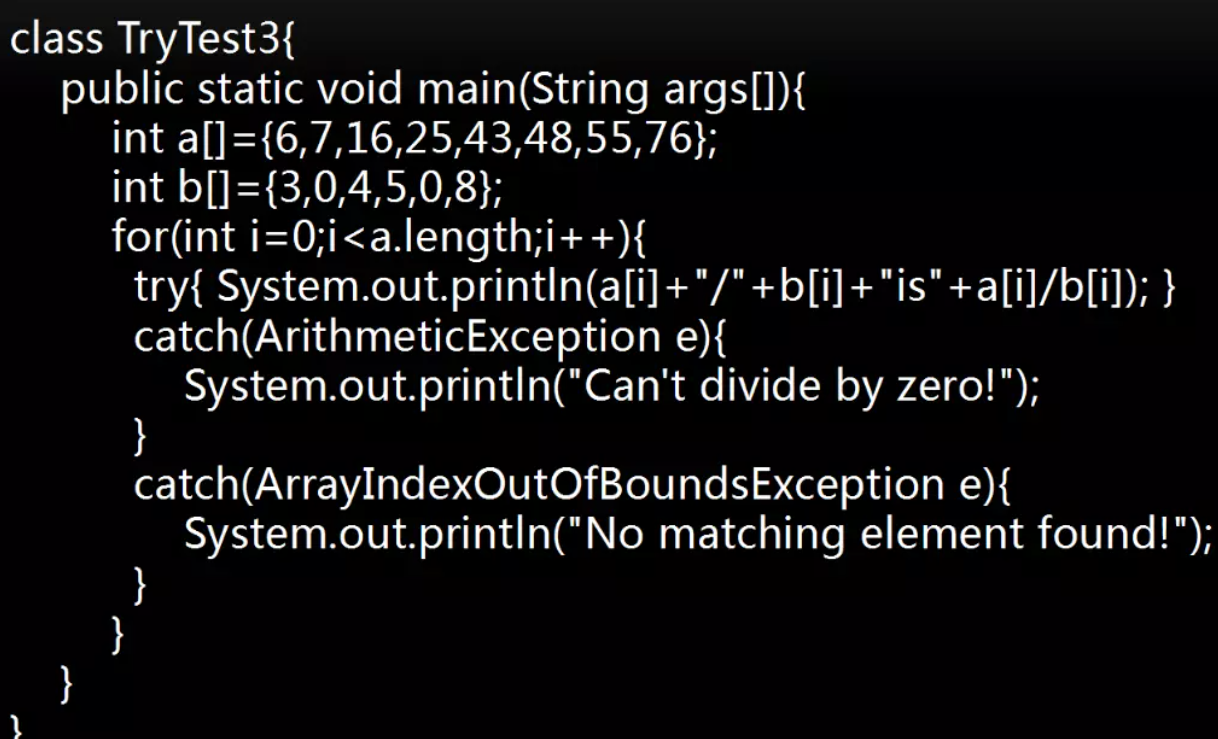 class TryTest3{
public static void main(String args[]){
int a[]={6,7,16,25,43,48,55,76};
int b[]={3,0,4,5,0,8};
for(int i=0;i<a.length;i++){
try{ System.out.println(a[i]+"/"+b[i]+"is"+a[i]/b[i]); }
catch(ArithmeticException e){
System.out.println("Can't divide by zero!");
}
catch(ArrayIndexOutOfBoundsException e){
System.out.println("No matching element found!");
}
}
}
}